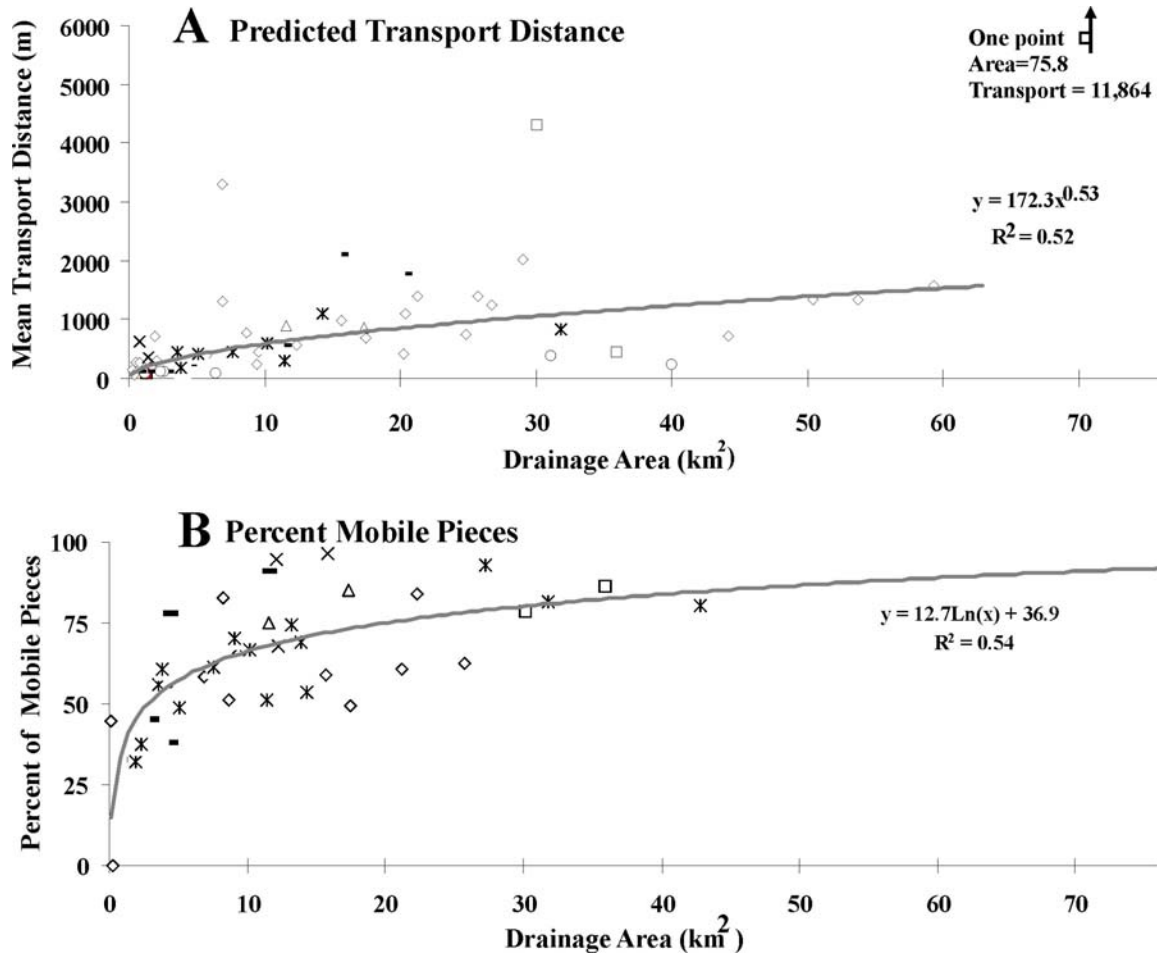 A Predicted Transport Distance
Mean Transport Distance (m)
6000
5000
4000
3000
2000
1000
0
One point
Area=75.8
Transport = 11,864
y = 172.3x^0.53
R^2 = 0.52
0 10 20 30 40 50 60 70
Drainage Area (km^2)
B Percent Mobile Pieces
Percent of Mobile Pieces
100
75
50
25
0
y = 12.7Ln(x) + 36.9
R² = 0.54
0 10 20 30 40 50 60 70
Drainage Area (km^2)